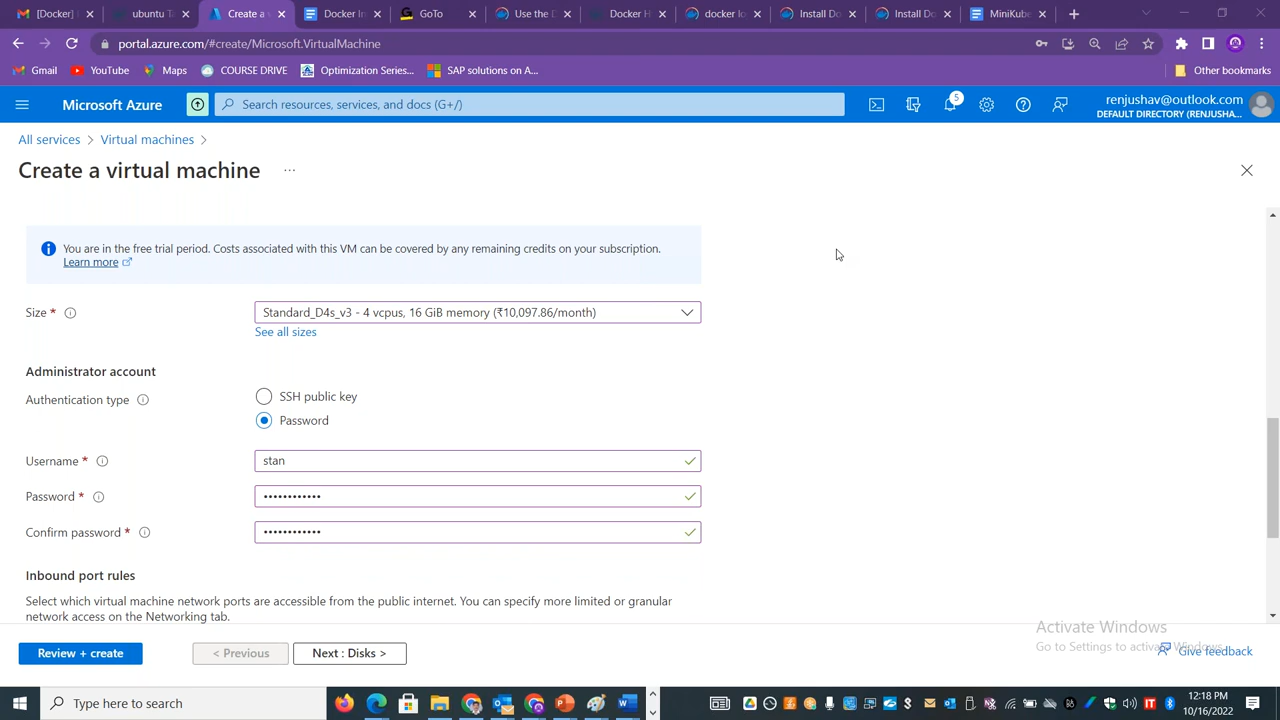 [Docker] C
ubuntu Ta
Create a v
Docker Ins
GoTo
Use the D
Docker Hu
docker log
Install Doc
Install Doc
MiniKube
portal.azure.com/#create/Microsoft.VirtualMachine
Gmail
YouTube
Maps
COURSE DRIVE
Optimization Series...
SAP solutions on A...
Other bookmarks
Microsoft Azure
Search resources, services, and docs (G+/)
5
renjushav@outlook.com
DEFAULT DIRECTORY (RENJUSHA...
All services > Virtual machines >
Create a virtual machine ...
You are in the free trial period. Costs associated with this VM can be covered by any remaining credits on your subscription.
Learn more
Size *
Standard_D4s_v3 - 4 vcpus, 16 GiB memory (₹10,097.86/month)
See all sizes
Administrator account
Authentication type
SSH public key
Password
Username *
stan
Password *
••••••••••••
Confirm password *
••••••••••••
Inbound port rules
Select which virtual machine network ports are accessible from the public internet. You can specify more limited or granular
network access on the Networking tab.
Review + create
< Previous
Next : Disks >
Activate Windows
Go to Settings to activate Windows.
Give feedback
Type here to search
12:18 PM
10/16/2022